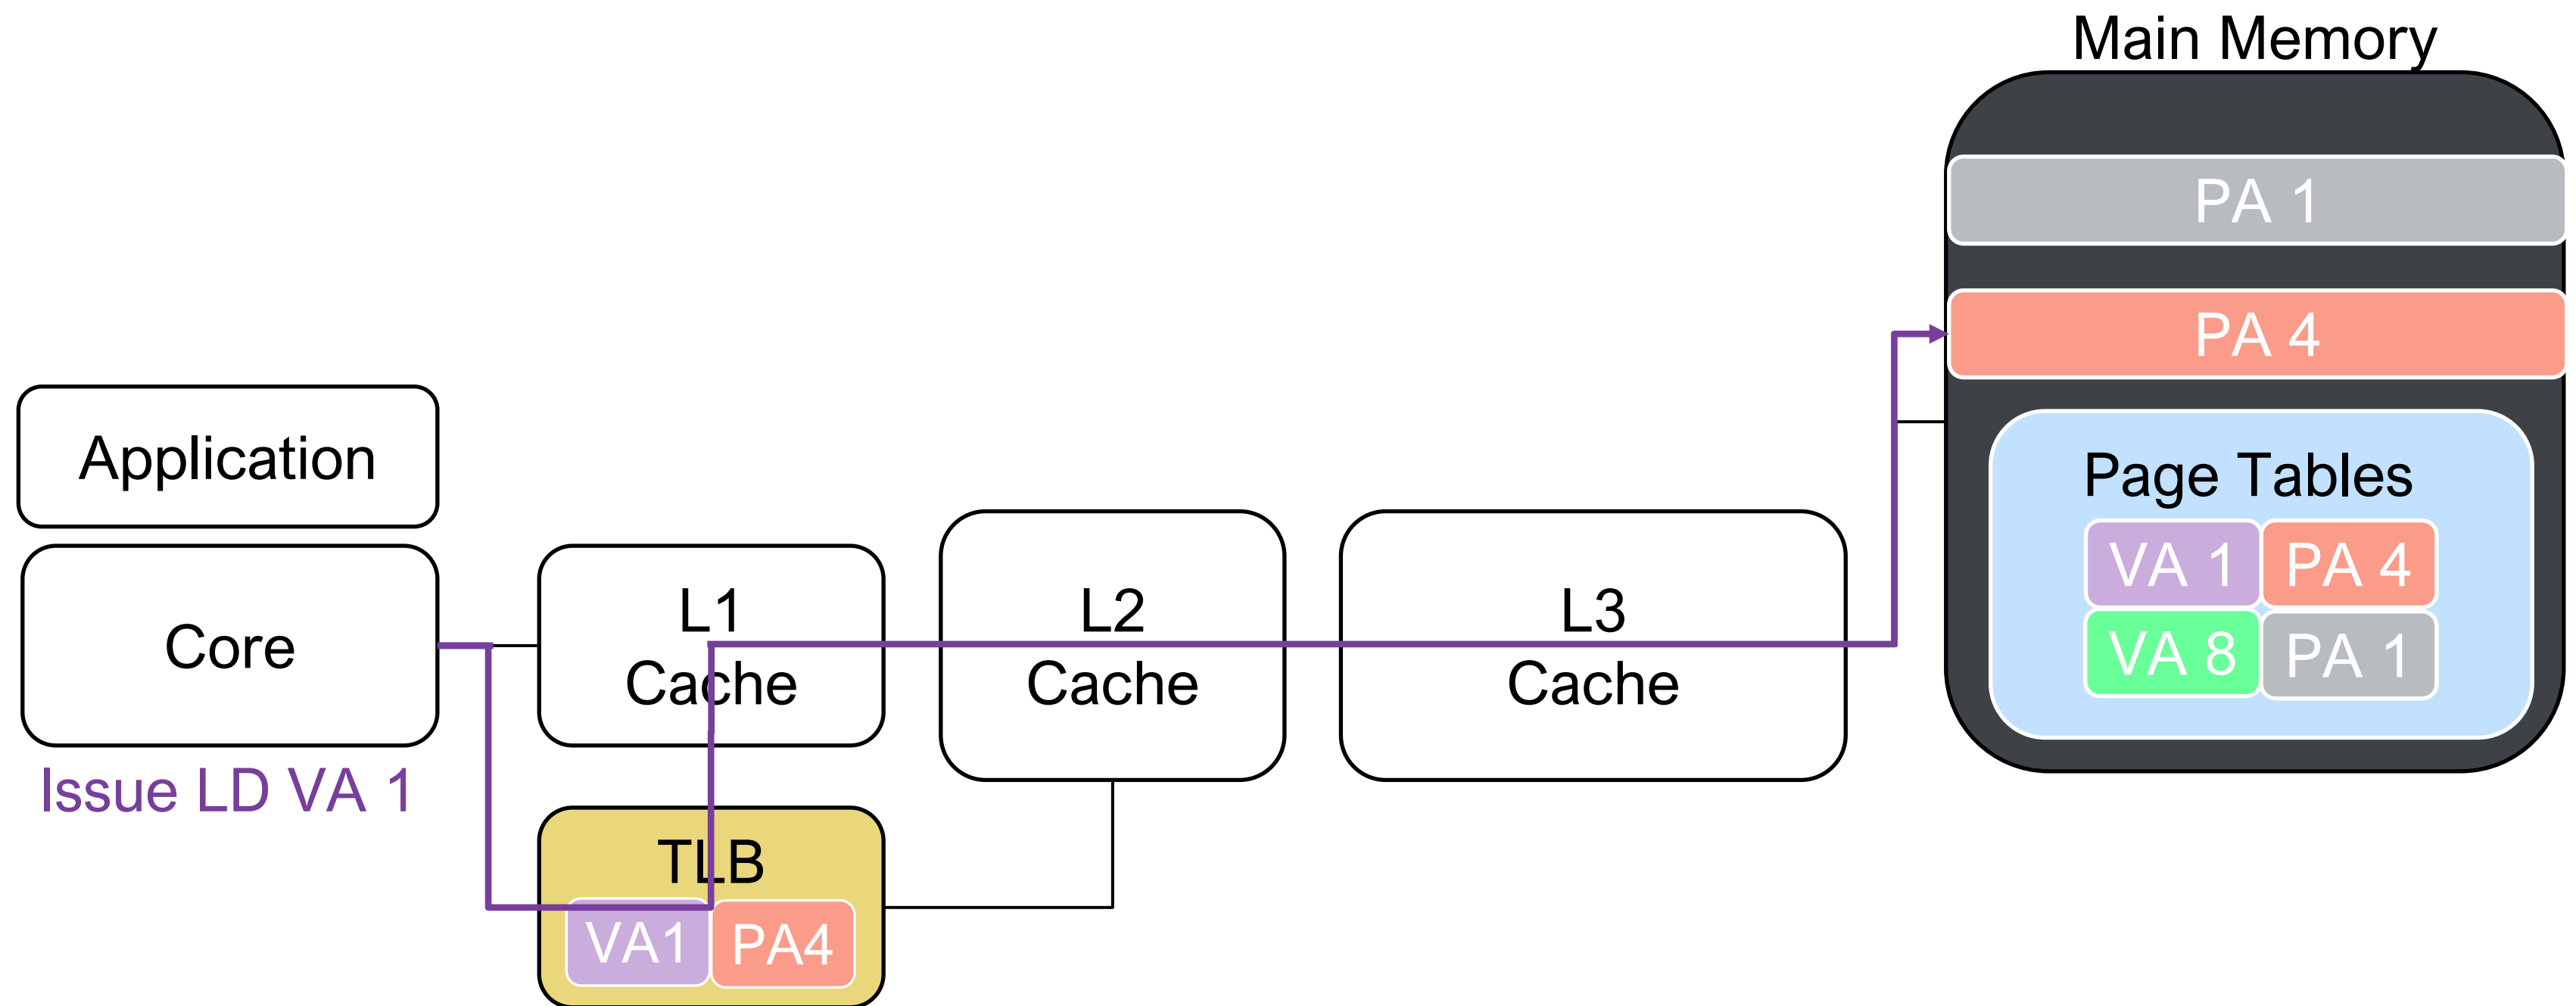 Main Memory
PA 1
PA 4
Application
Page Tables
VA 1 PA 4
VA 8 PA 1
Core
L1
Cache
L2
Cache
L3
Cache
Issue LD VA 1
TLB
VA1 PA4